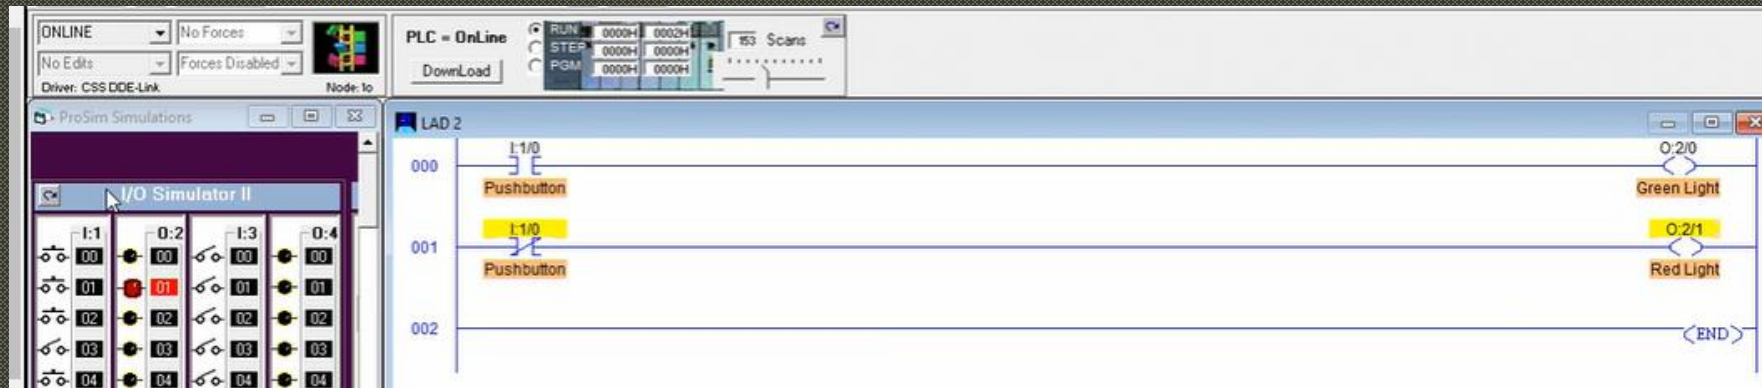 ONLINE No Forces
No Edits Forces Disabled
Driver: CSS DDE-Link Node: 1o
PLC = OnLine
DownLoad
RUN 0000H 0002H
STEP 0000H 0000H
PGM 0000H 0000H
153 Scans
ProSim Simulations
I/O Simulator II
I:1 O:2 I:3 O:4
00 00 00 00
01 01 01 01
02 02 02 02
03 03 03 03
04 04 04 04
LAD 2
000 I:1/0 O:2/0
Pushbutton Green Light
001 I:1/0 O:2/1
Pushbutton Red Light
002 END